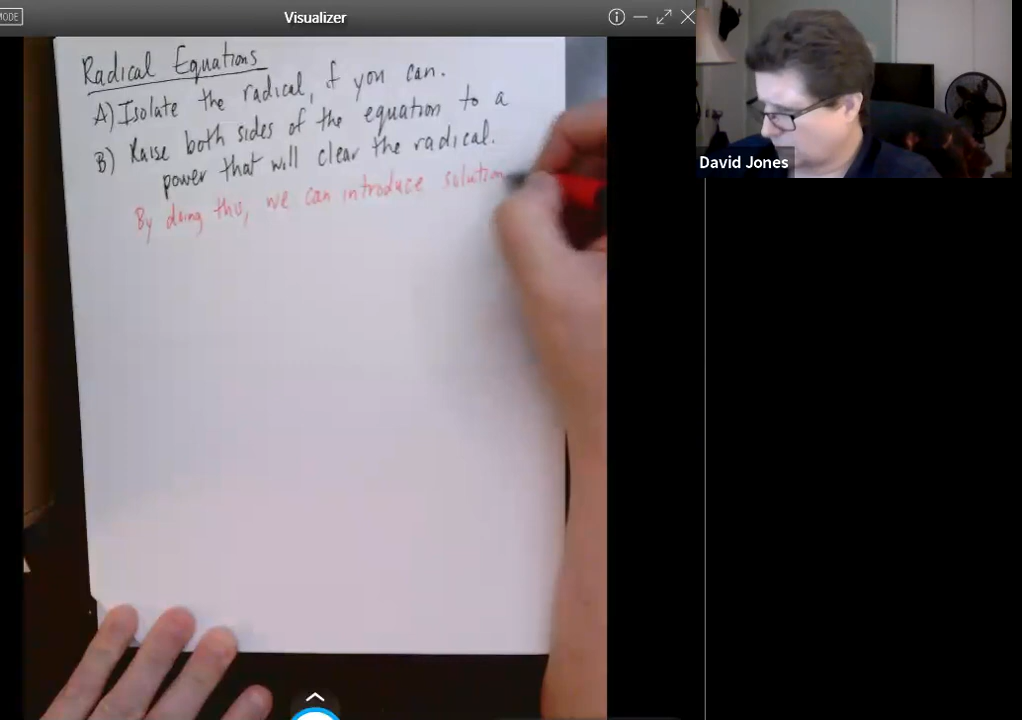 MODE
Visualizer
Radical Equations
A) Isolate the radical, if you can.
B) Raise both sides of the equation to a
power that will clear the radical.
By doing this, we can introduce solution
David Jones